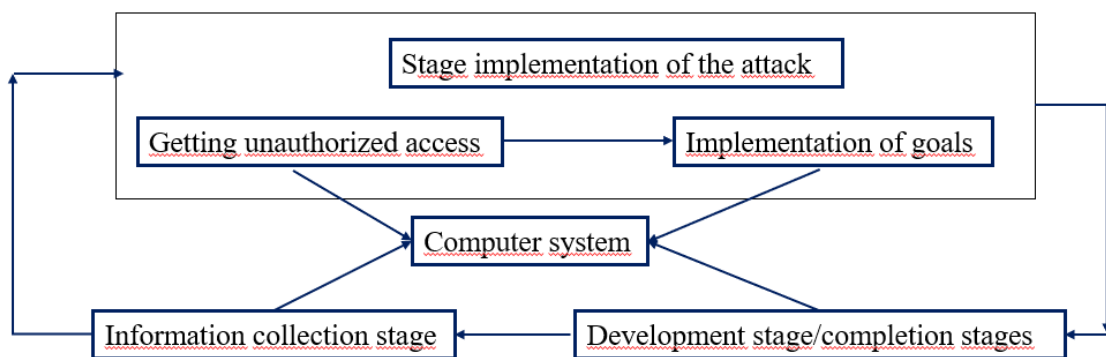 Stage implementation of the attack
Getting unauthorized access
Implementation of goals
Computer system
Information collection stage
Development stage/completion stages